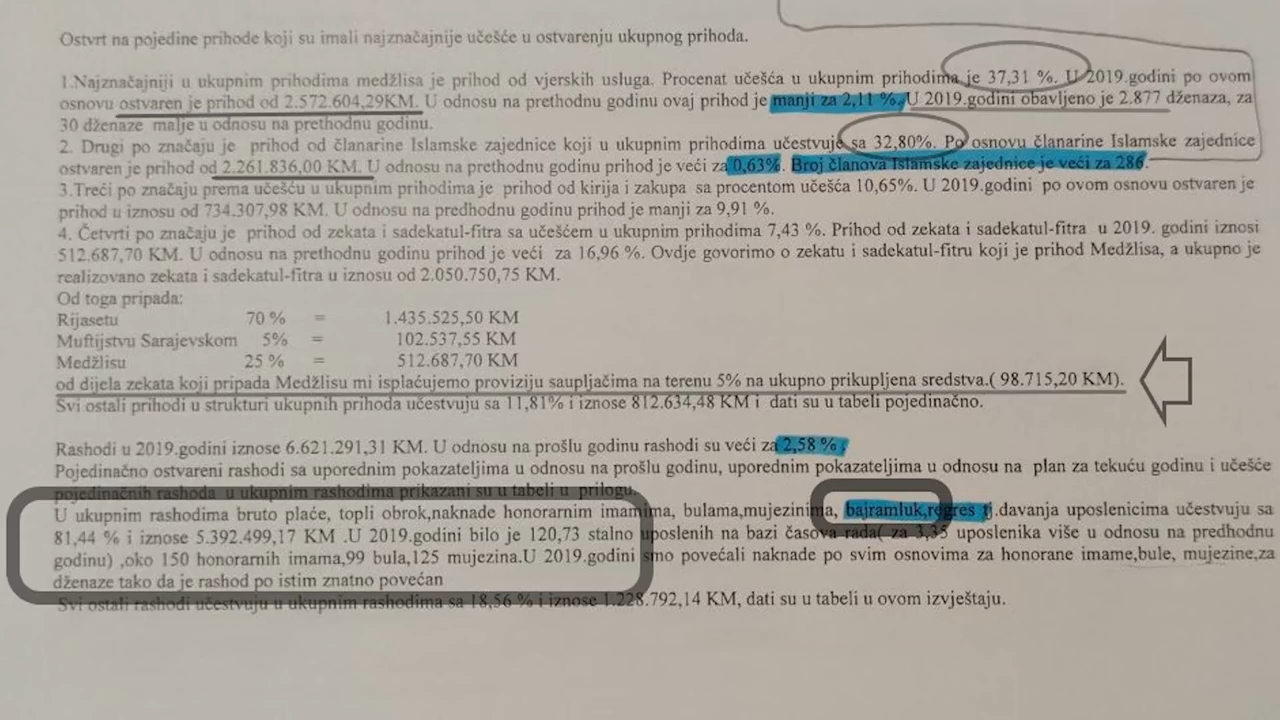 Ostvrt na pojedine prihode koji su imali najznačajnije učešće u ostvarenju ukupnog prihoda.
1.Najznačajniji u ukupnim prihodima medžlisa je prihod od vjerskih usluga. Procenat učešća u ukupnim prihodima je 37,31 %. U 2019.godini po ovom
osnovu ostvaren je prihod od 2.572.604,29KM. U odnosu na prethodnu godinu ovaj prihod je manji za 2,11 %. U 2019.godini obavljeno je 2.877 dženaza, za
30 dženaze malje u odnosu na prethodnu godinu.
2. Drugi po značaju je prihod od članarine Islamske zajednice koji u ukupnim prihodima učestvuje sa 32,80%. Po osnovu članarine Islamske zajednice
ostvaren je prihod od 2.261.836,00 KM. U odnosu na prethodnu godinu prihod je veći za 0,63%. Broj članova Islamske zajednice je veći za 286.
3.Treći po značaju prema učešću u ukupnim prihodima je prihod od kirija i zakupa sa procentom učešća 10,65%. U 2019.godini po ovom osnovu ostvaren je
prihod u iznosu od 734.307,98 KM. U odnosu na predhodnu godinu prihod je manji za 9,91 %.
4. Četvrti po značaju je prihod od zekata i sadekatul-fitra sa učešćem u ukupnim prihodima 7,43 %. Prihod od zekata i sadekatul-fitra u 2019. godini iznosi
512.687,70 KM. U odnosu na prethodnu godinu prihod je veći za 16,96 %. Ovdje govorimo o zekatu i sadekatul-fitru koji je prihod Medžlisa, a ukupno je
realizovano zekata i sadekatul-fitra u iznosu od 2.050.750,75 KM.
Od toga pripada:
Rijasetu 70 % = 1.435.525,50 KM
Muftijstvu Sarajevskom 5% = 102.537,55 KM
Medžlisu 25 % = 512.687,70 KM
od dijela zekata koji pripada Medžlisu mi isplaćujemo proviziju saupljačima na terenu 5% na ukupno prikupljena sredstva.( 98.715,20 KM).
Svi ostali prihodi u strukturi ukupnih prihoda učestvuju sa 11,81% i iznose 812.634,48 KM i dati su u tabeli pojedinačno.
Rashodi u 2019.godini iznose 6.621.291,31 KM. U odnosu na prošlu godinu rashodi su veći za 2,58 % .
Pojedinačno ostvareni rashodi sa uporednim pokazateljima u odnosu na prošlu godinu, uporednim pokazateljima u odnosu na plan za tekuću godinu i učešće
pojedinačnih rashoda u ukupnim rashodima prikazani su u tabeli u prilogu.
U ukupnim rashodima bruto plaće, topli obrok,naknade honorarnim imamima, bulama,mujezinima, bajramluk,regres tj.davanja uposlenicima učestvuju sa
81,44 % i iznose 5.392.499,17 KM .U 2019.godini bilo je 120,73 stalno uposlenih na bazi časova rada( za 3,35 uposlenika više u odnosu na predhodnu
godinu) ,oko 150 honorarnih imama,99 bula,125 mujezina.U 2019.godini smo povećali naknade po svim osnovima za honorane imame,bule, mujezine,za
dženaze tako da je rashod po istim znatno povećan
Svi ostali rashodi učestvuju u ukupnim rashodima sa 18,56 % i iznose 1.228.792,14 KM, dati su u tabeli u ovom izvještaju.